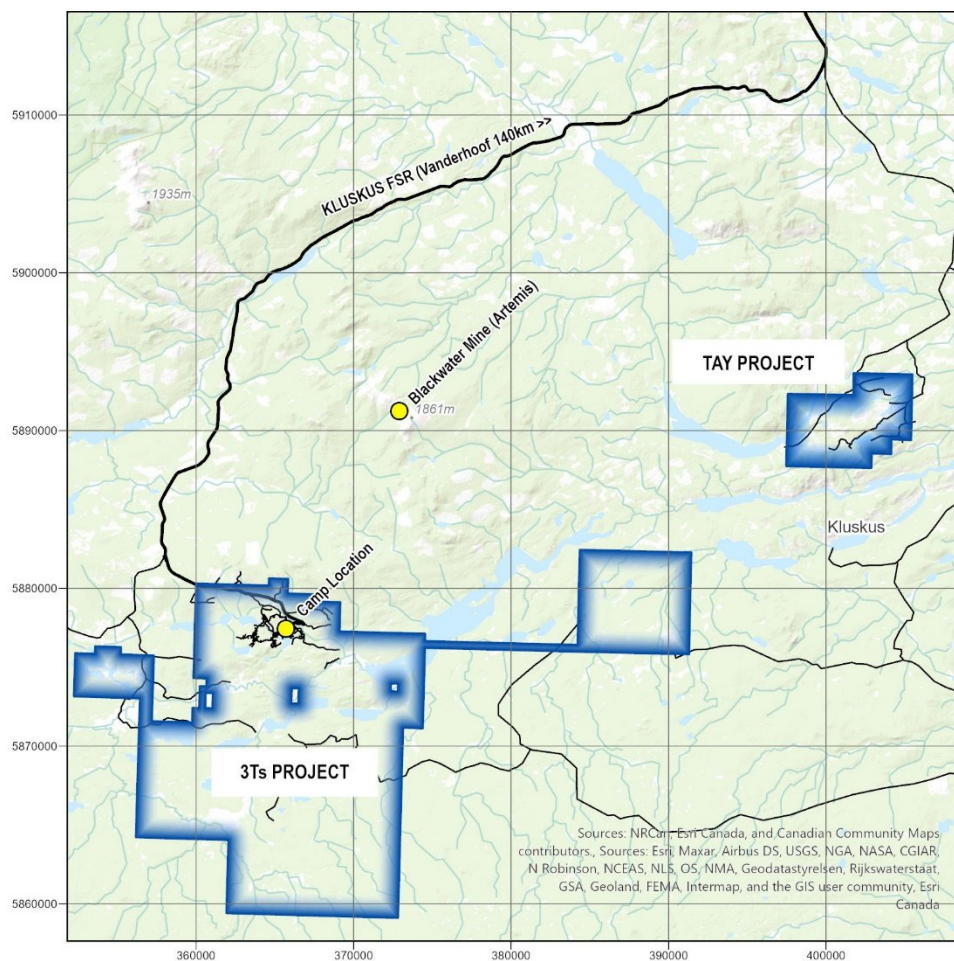 5910000
KLUSKUS FSR (Vanderhoof 140km >>
1935m
5900000
Blackwater Mine (Artemis)
TAY PROJECT
1861m
5890000
Kluskus
Camp Location
5880000
5870000
3Ts PROJECT
Sources: NRCan, Esri Canada, and Canadian Community Maps
contributors., Sources: Esri, Maxar, Airbus DS, USGS, NGA, NASA, CGIAR,
N Robinson, NCEAS, NLS, OS, NMA, Geodatastyrelsen, Rijkswaterstaat,
GSA, Geoland, FEMA, Intermap, and the GIS user community, Esri
Canada
5860000
360000
370000
380000
390000
400000